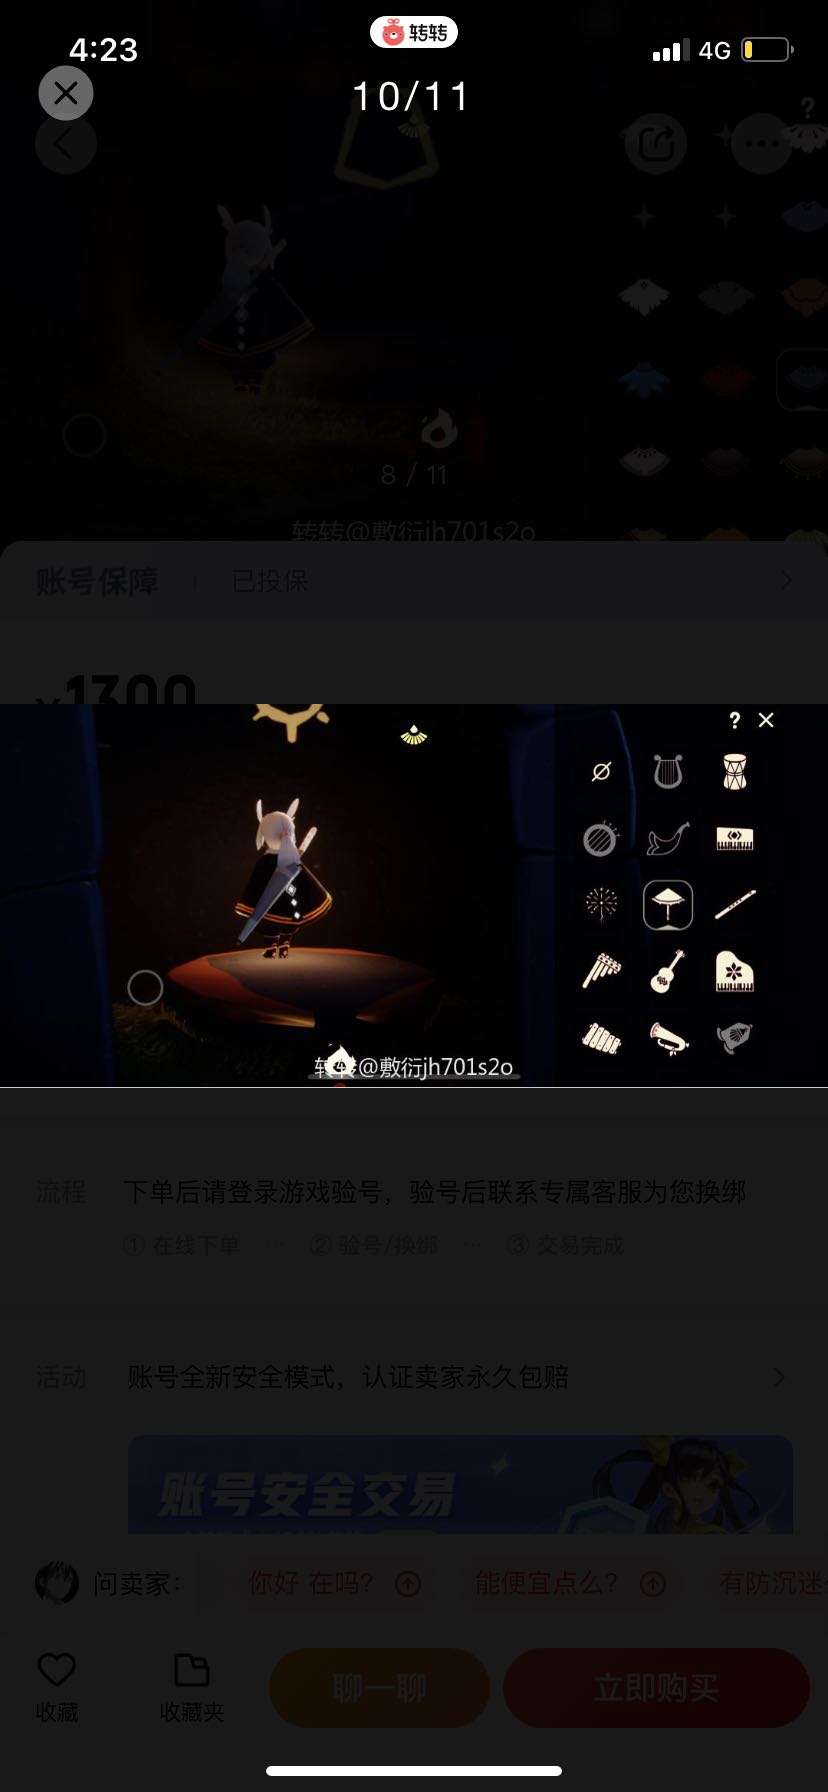 4:23
转转
4G
10/11
8 / 11
转转@敷衍jh701s2o
账号保障
已投保
¥1300
?
转转@敷衍jh701s2o
流程
下单后请登录游戏验号，验号后联系专属客服为您换绑
① 在线下单 ··· ② 验号/换绑 ··· ③ 交易完成
活动
账号全新安全模式，认证卖家永久包赔
账号安全交易
问卖家：
你好 在吗？
能便宜点么？
有防沉迷
收藏
收藏夹
聊一聊
立即购买